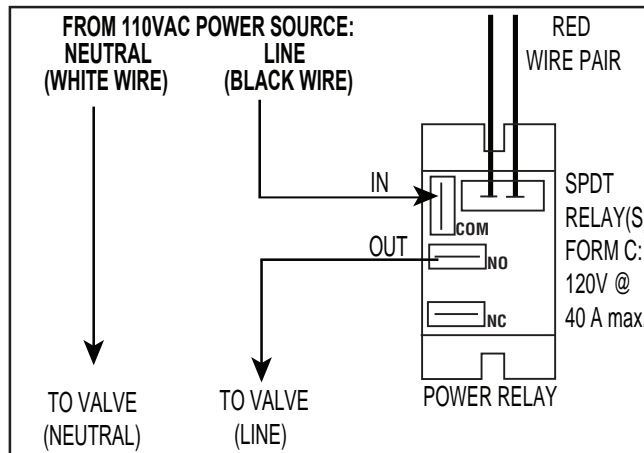 FROM 110VAC POWER SOURCE:
NEUTRAL
(WHITE WIRE)
LINE
(BLACK WIRE)
RED
WIRE PAIR
IN
COM
OUT
NO
NC
SPDT
RELAY(S
FORM C:
120V @
40 A max.
POWER RELAY
TO VALVE
(NEUTRAL)
TO VALVE
(LINE)